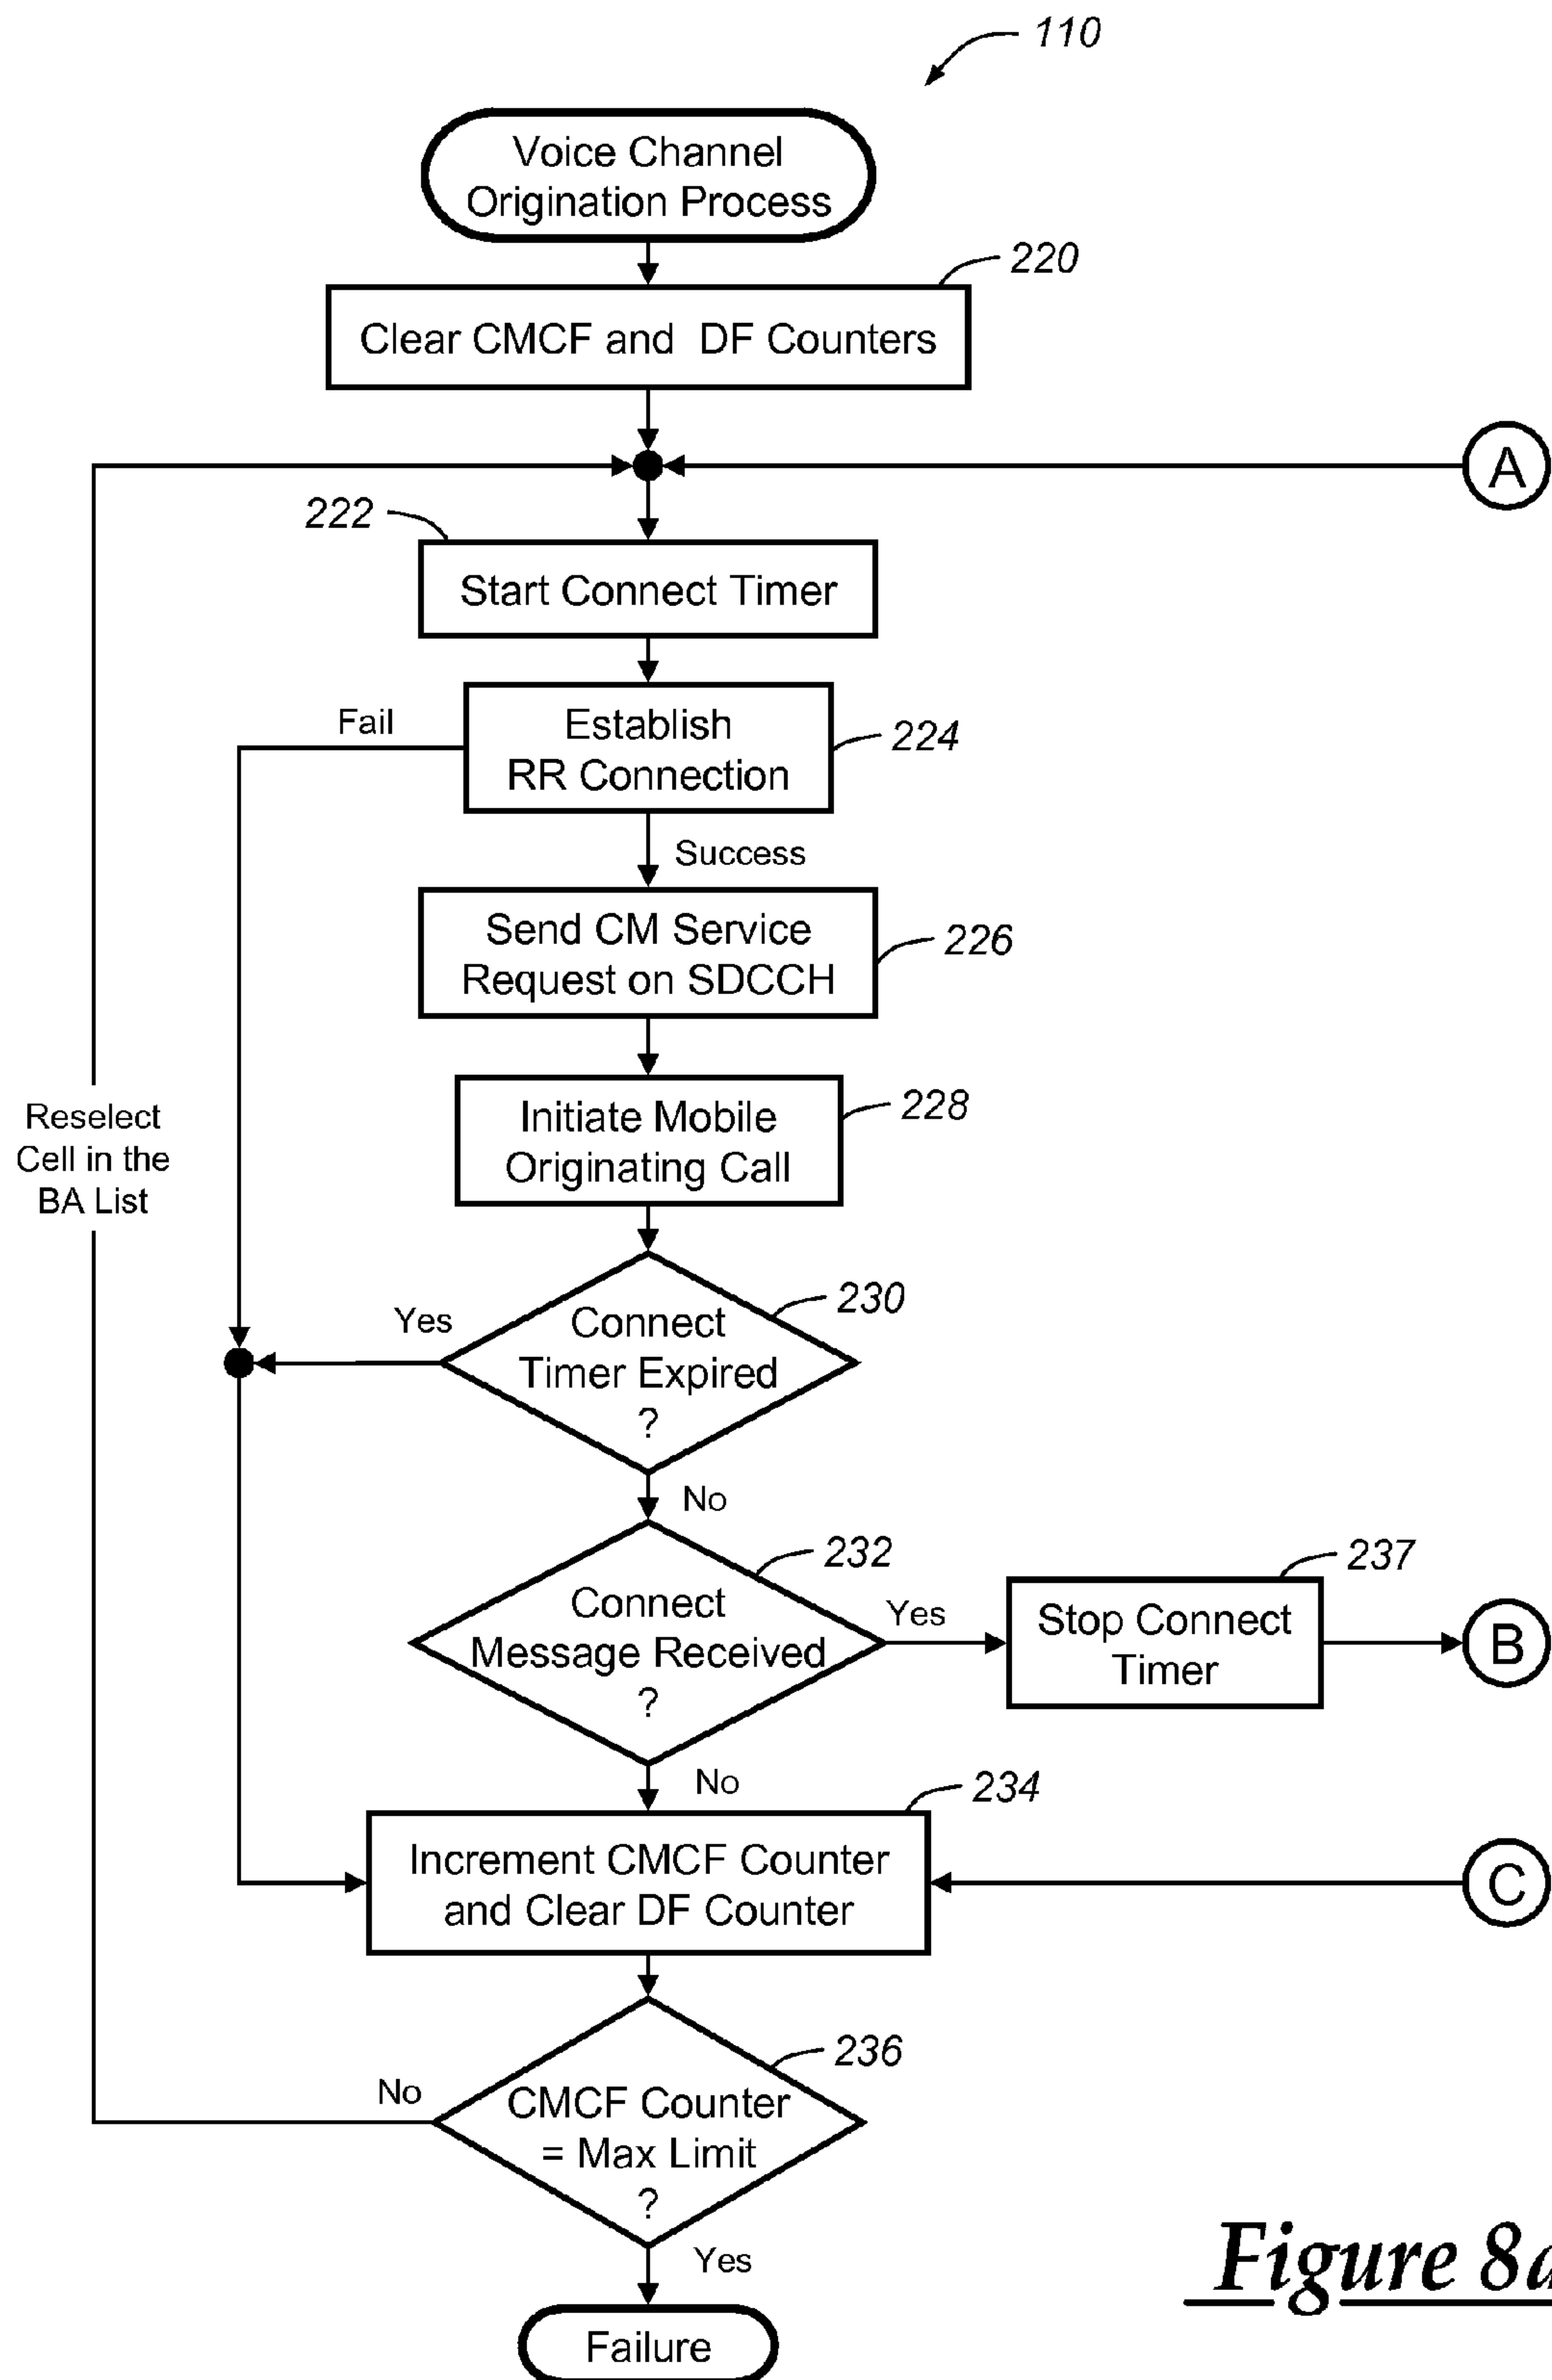 110
Voice Channel
Origination Process
220
Clear CMCF and DF Counters
A
222
Start Connect Timer
Fail
Establish
RR Connection
224
Success
Send CM Service
Request on SDCCH
226
Reselect
Cell in the
BA List
Initiate Mobile
Originating Call
228
230
Yes
Connect
Timer Expired
?
No
232
237
Connect
Message Received
?
Yes
Stop Connect
Timer
B
No
234
Increment CMCF Counter
and Clear DF Counter
C
236
No
CMCF Counter
= Max Limit
?
Yes
Figure 8a
Failure